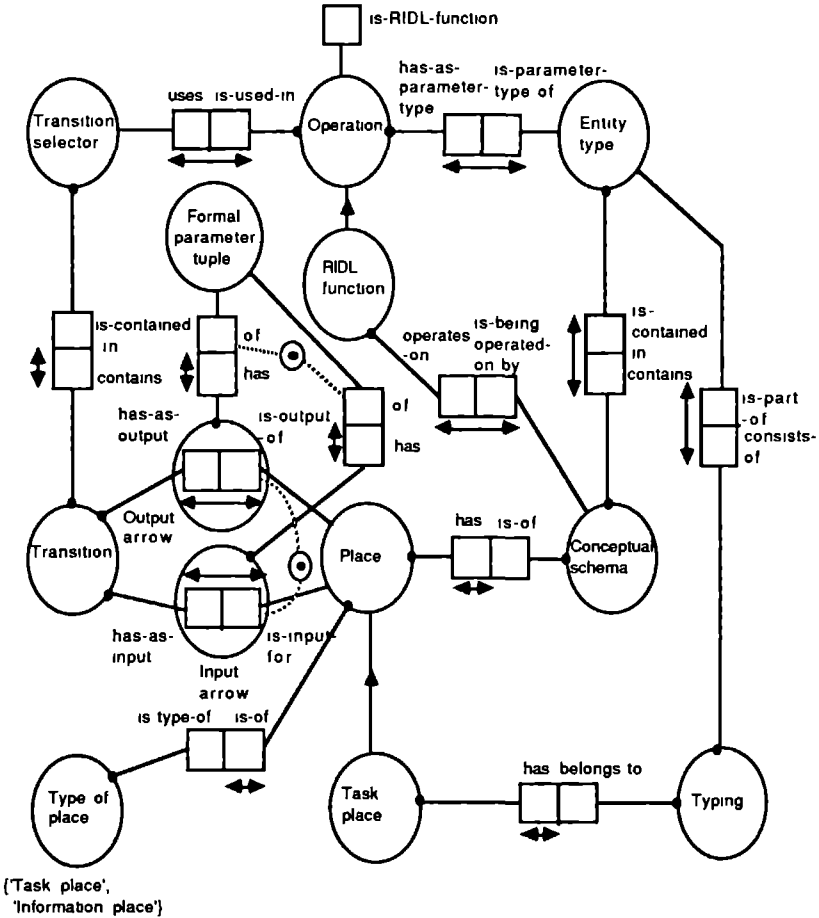 is-RIDL-function
has-as-
parameter-
type
is-parameter-
type of
uses is-used-in
Transition
selector
Operation
Entity
type
Formal
parameter
tuple
RIDL
function
is-contained
in
contains
of
has
operates
-on
is-being
operated-
on by
is-
contained
in
contains
is-part
-of
consists-
of
has-as-
output
is-output
-of
of
has
Output
arrow
Transition
Place
has is-of
Conceptual
schema
has-as-
input
is-input-
for
Input
arrow
is type-of is-of
Type of
place
Task
place
has belongs to
Typing
{'Task place',
'Information place'}